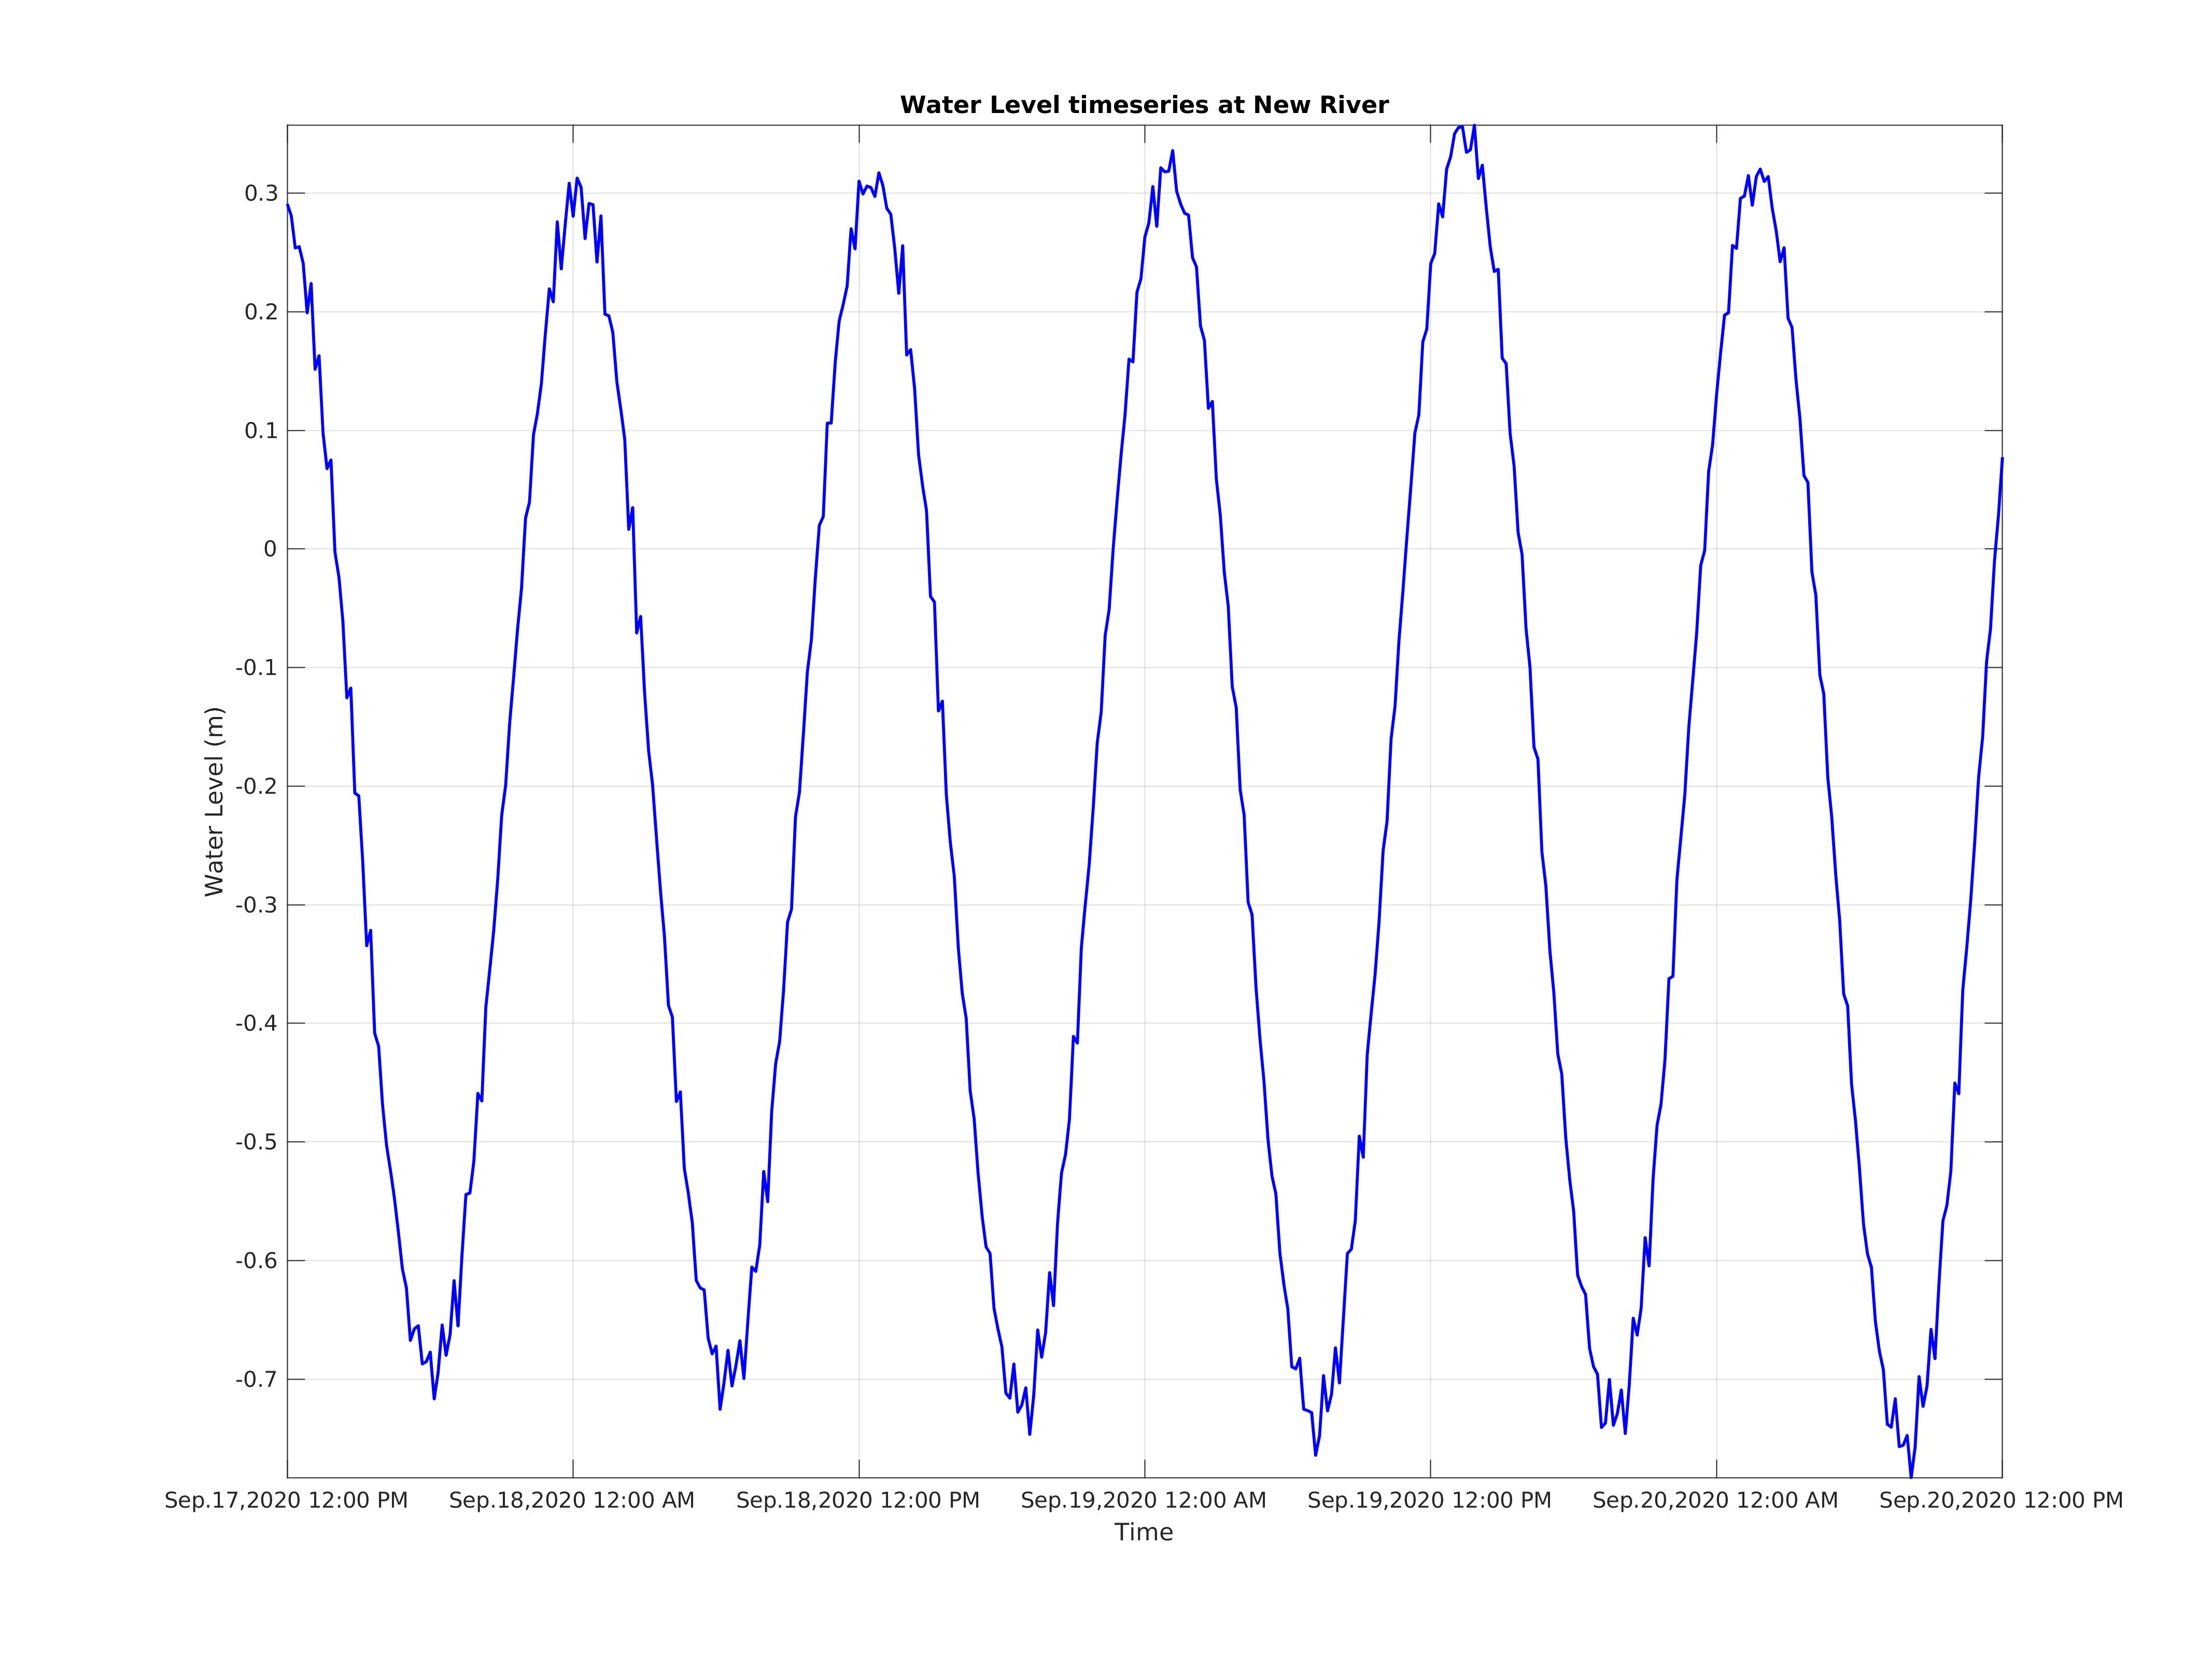 Water Level timeseries at New River
0.3
0.2
0.1
0
-0.1
-0.2
-0.3
-0.4
-0.5
-0.6
-0.7
Water Level (m)
Sep.17,2020 12:00 PM Sep.18,2020 12:00 AM Sep.18,2020 12:00 PM Sep.19,2020 12:00 AM Sep.19,2020 12:00 PM Sep.20,2020 12:00 AM Sep.20,2020 12:00 PM
Time